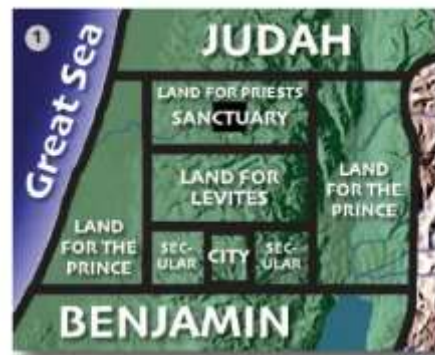 1
JUDAH
Great Sea
LAND FOR PRIESTS
SANCTUARY
LAND FOR
LEVITES
LAND
FOR THE
PRINCE
LAND
FOR THE
PRINCE
SEC-
ULAR
CITY
SEC-
ULAR
BENJAMIN